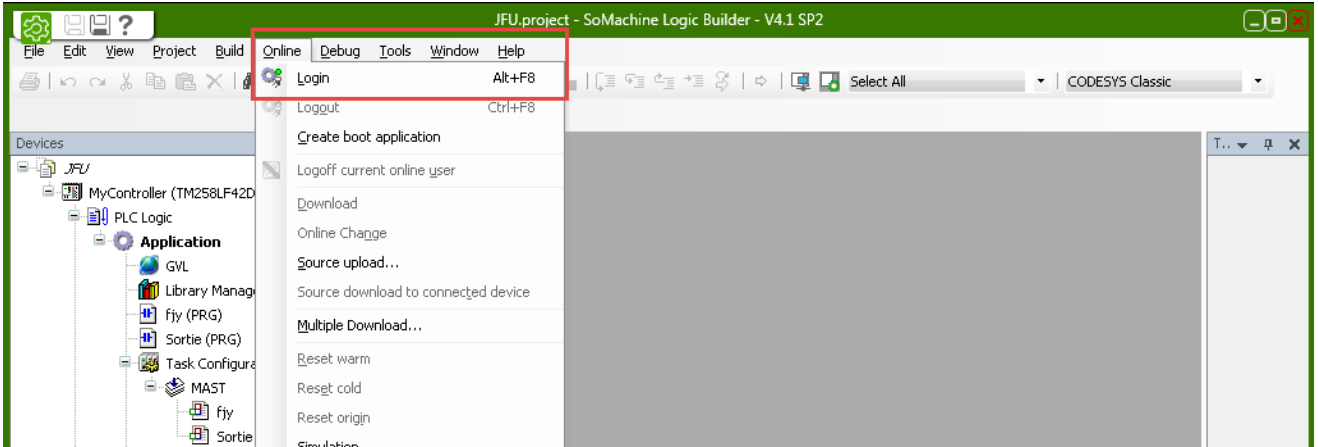 JFU.project - SoMachine Logic Builder - V4.1 SP2
File Edit View Project Build Online Debug Tools Window Help
Select All CODESYS Classic
Login Alt+F8
Logout Ctrl+F8
Create boot application
Logoff current online user
Download
Online Change
Source upload...
Source download to connected device
Multiple Download...
Reset warm
Reset cold
Reset origin
Simulation
Devices
JFU
MyController (TM258LF42D
PLC Logic
Application
GVL
Library Manag
fjy (PRG)
Sortie (PRG)
Task Configura
MAST
fjy
Sortie
T..